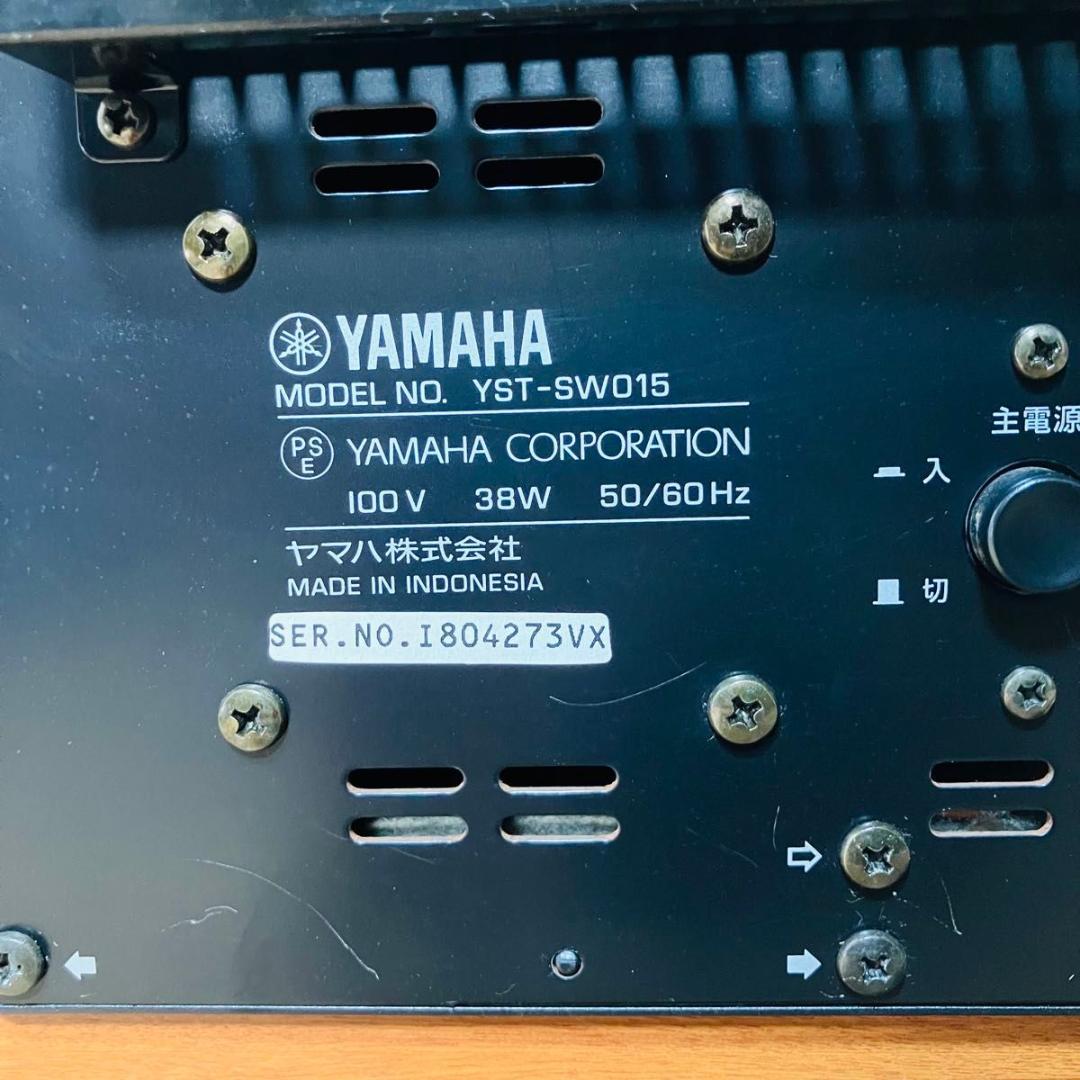 YAMAHA
MODEL NO. YST-SW015
PSE YAMAHA CORPORATION
100V 38W 50/60Hz
ヤマハ株式会社
MADE IN INDONESIA
SER.NO.I804273VX
主電源
入
切